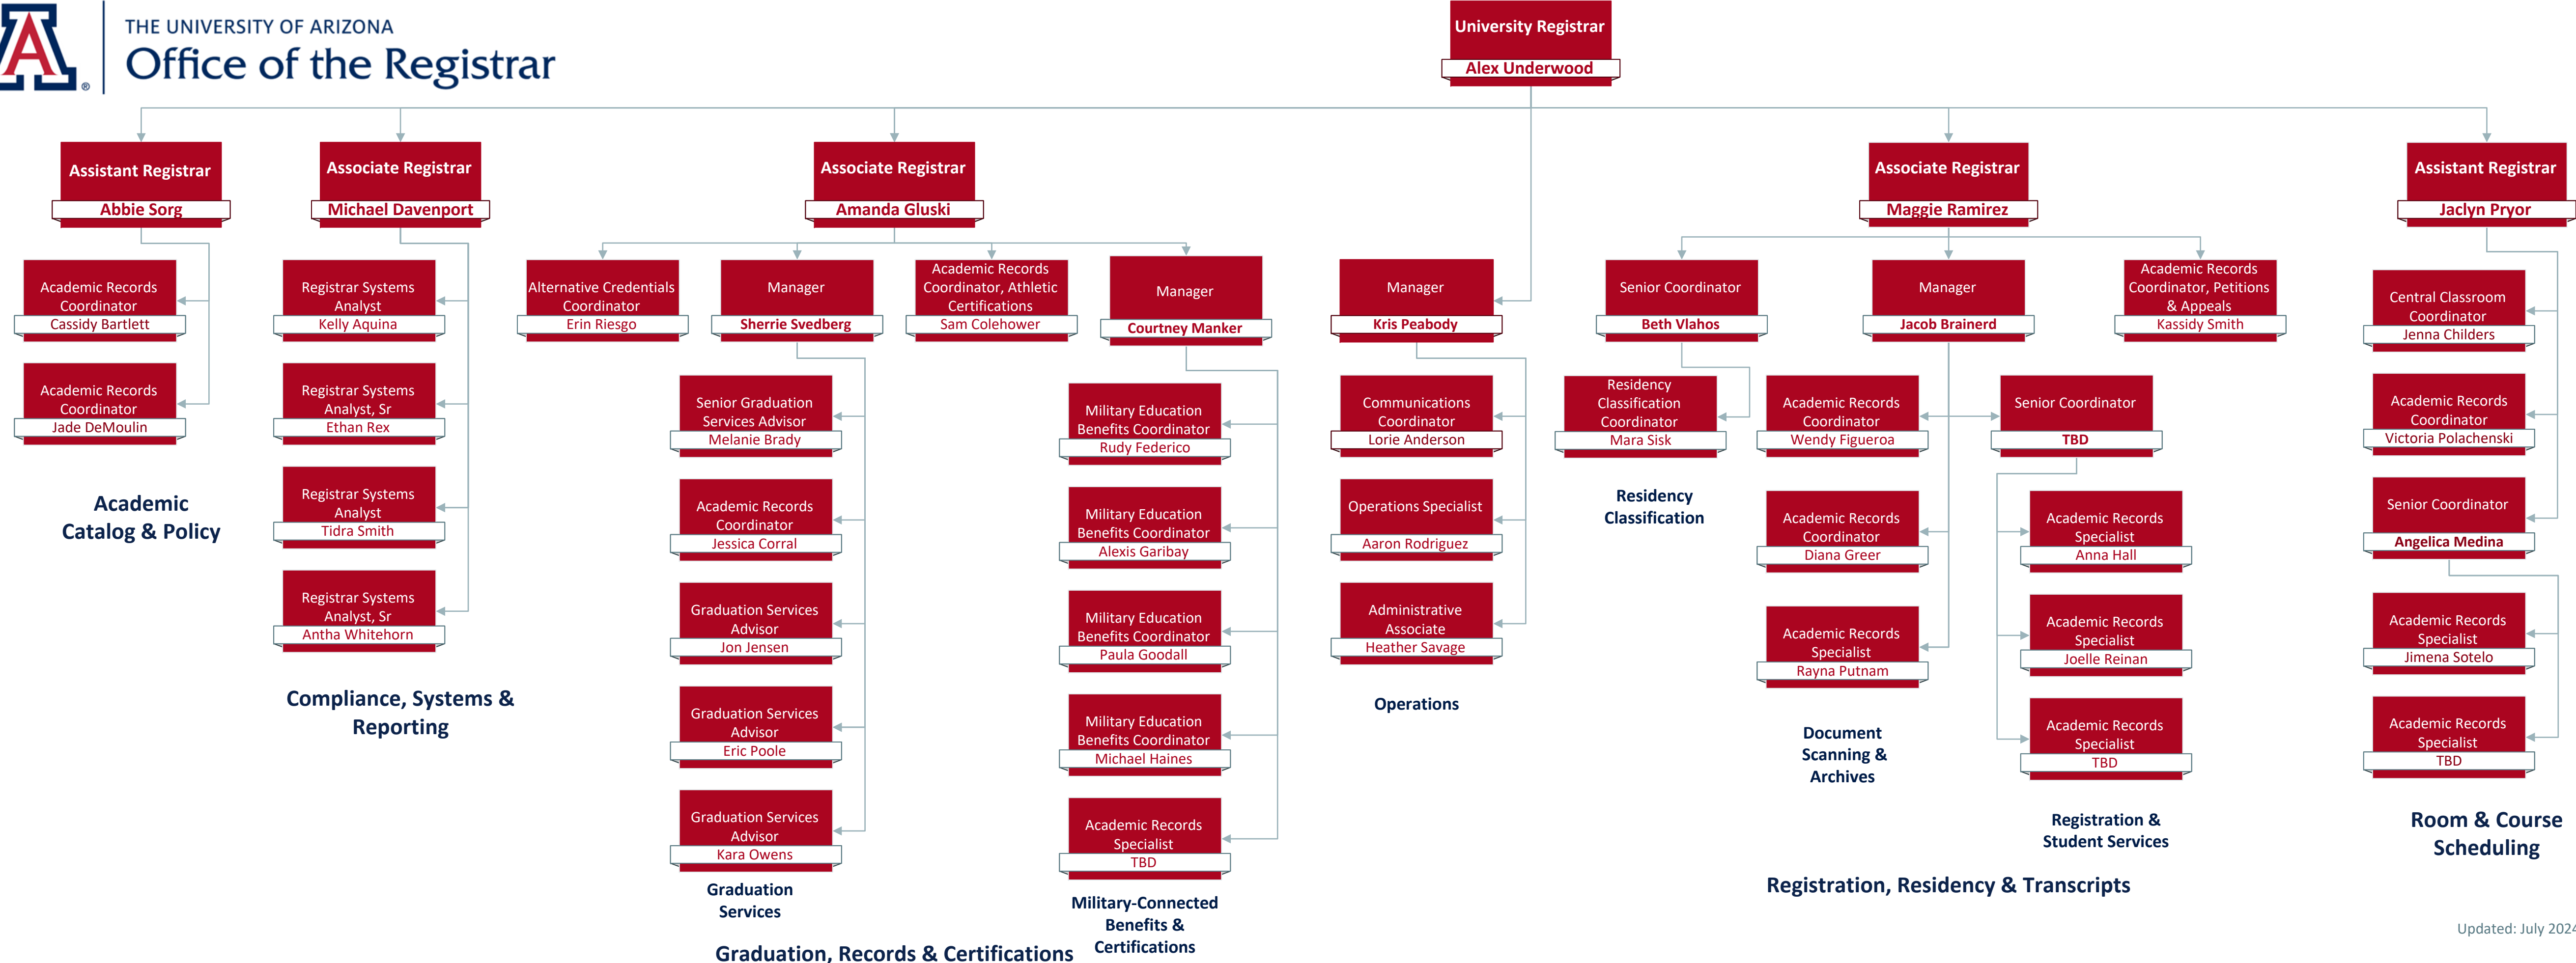 THE UNIVERSITY OF ARIZONA
Office of the Registrar
A
®
University Registrar
Alex Underwood
Assistant Registrar
Abbie Sorg
Associate Registrar
Michael Davenport
Associate Registrar
Amanda Gluski
Associate Registrar
Maggie Ramirez
Assistant Registrar
Jaclyn Pryor
Academic Records
Coordinator
Cassidy Bartlett
Academic Records
Coordinator
Jade DeMoulin
Academic
Catalog & Policy
Registrar Systems
Analyst
Kelly Aquina
Registrar Systems
Analyst, Sr
Ethan Rex
Registrar Systems
Analyst
Tidra Smith
Registrar Systems
Analyst, Sr
Antha Whitehorn
Compliance, Systems &
Reporting
Alternative Credentials
Coordinator
Erin Riesgo
Manager
Sherrie Svedberg
Academic Records
Coordinator, Athletic
Certifications
Sam Colehower
Manager
Courtney Manker
Senior Graduation
Services Advisor
Melanie Brady
Academic Records
Coordinator
Jessica Corral
Graduation Services
Advisor
Jon Jensen
Graduation Services
Advisor
Eric Poole
Graduation Services
Advisor
Kara Owens
Graduation
Services
Military Education
Benefits Coordinator
Rudy Federico
Military Education
Benefits Coordinator
Alexis Garibay
Military Education
Benefits Coordinator
Paula Goodall
Military Education
Benefits Coordinator
Michael Haines
Academic Records
Specialist
TBD
Military-Connected
Benefits &
Certifications
Graduation, Records & Certifications
Manager
Kris Peabody
Communications
Coordinator
Lorie Anderson
Operations Specialist
Aaron Rodriguez
Administrative
Associate
Heather Savage
Operations
Senior Coordinator
Beth Vlahos
Manager
Jacob Brainerd
Academic Records
Coordinator, Petitions
& Appeals
Kassidy Smith
Residency
Classification
Coordinator
Mara Sisk
Residency
Classification
Academic Records
Coordinator
Wendy Figueroa
Academic Records
Coordinator
Diana Greer
Academic Records
Specialist
Rayna Putnam
Document
Scanning &
Archives
Senior Coordinator
TBD
Academic Records
Specialist
Anna Hall
Academic Records
Specialist
Joelle Reinan
Academic Records
Specialist
TBD
Registration &
Student Services
Registration, Residency & Transcripts
Central Classroom
Coordinator
Jenna Childers
Academic Records
Coordinator
Victoria Polachenski
Senior Coordinator
Angelica Medina
Academic Records
Specialist
Jimena Sotelo
Academic Records
Specialist
TBD
Room & Course
Scheduling
Updated: July 2024